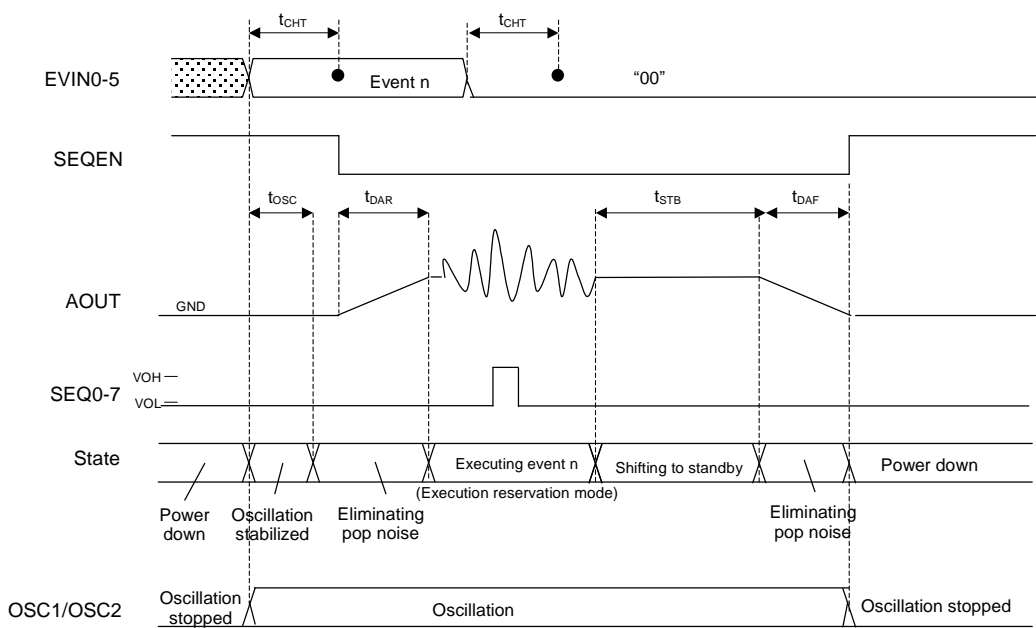 tCHT
tCHT
EVIN0-5
Event n
“00”
SEQEN
tOSC
tDAR
tSTB
tDAF
AOUT
GND
SEQ0-7
VOH
VOL
State
Executing event n
Shifting to standby
Power down
(Execution reservation mode)
Power
down
Oscillation
stabilized
Eliminating
pop noise
Eliminating
pop noise
OSC1/OSC2
Oscillation
stopped
Oscillation
Oscillation stopped